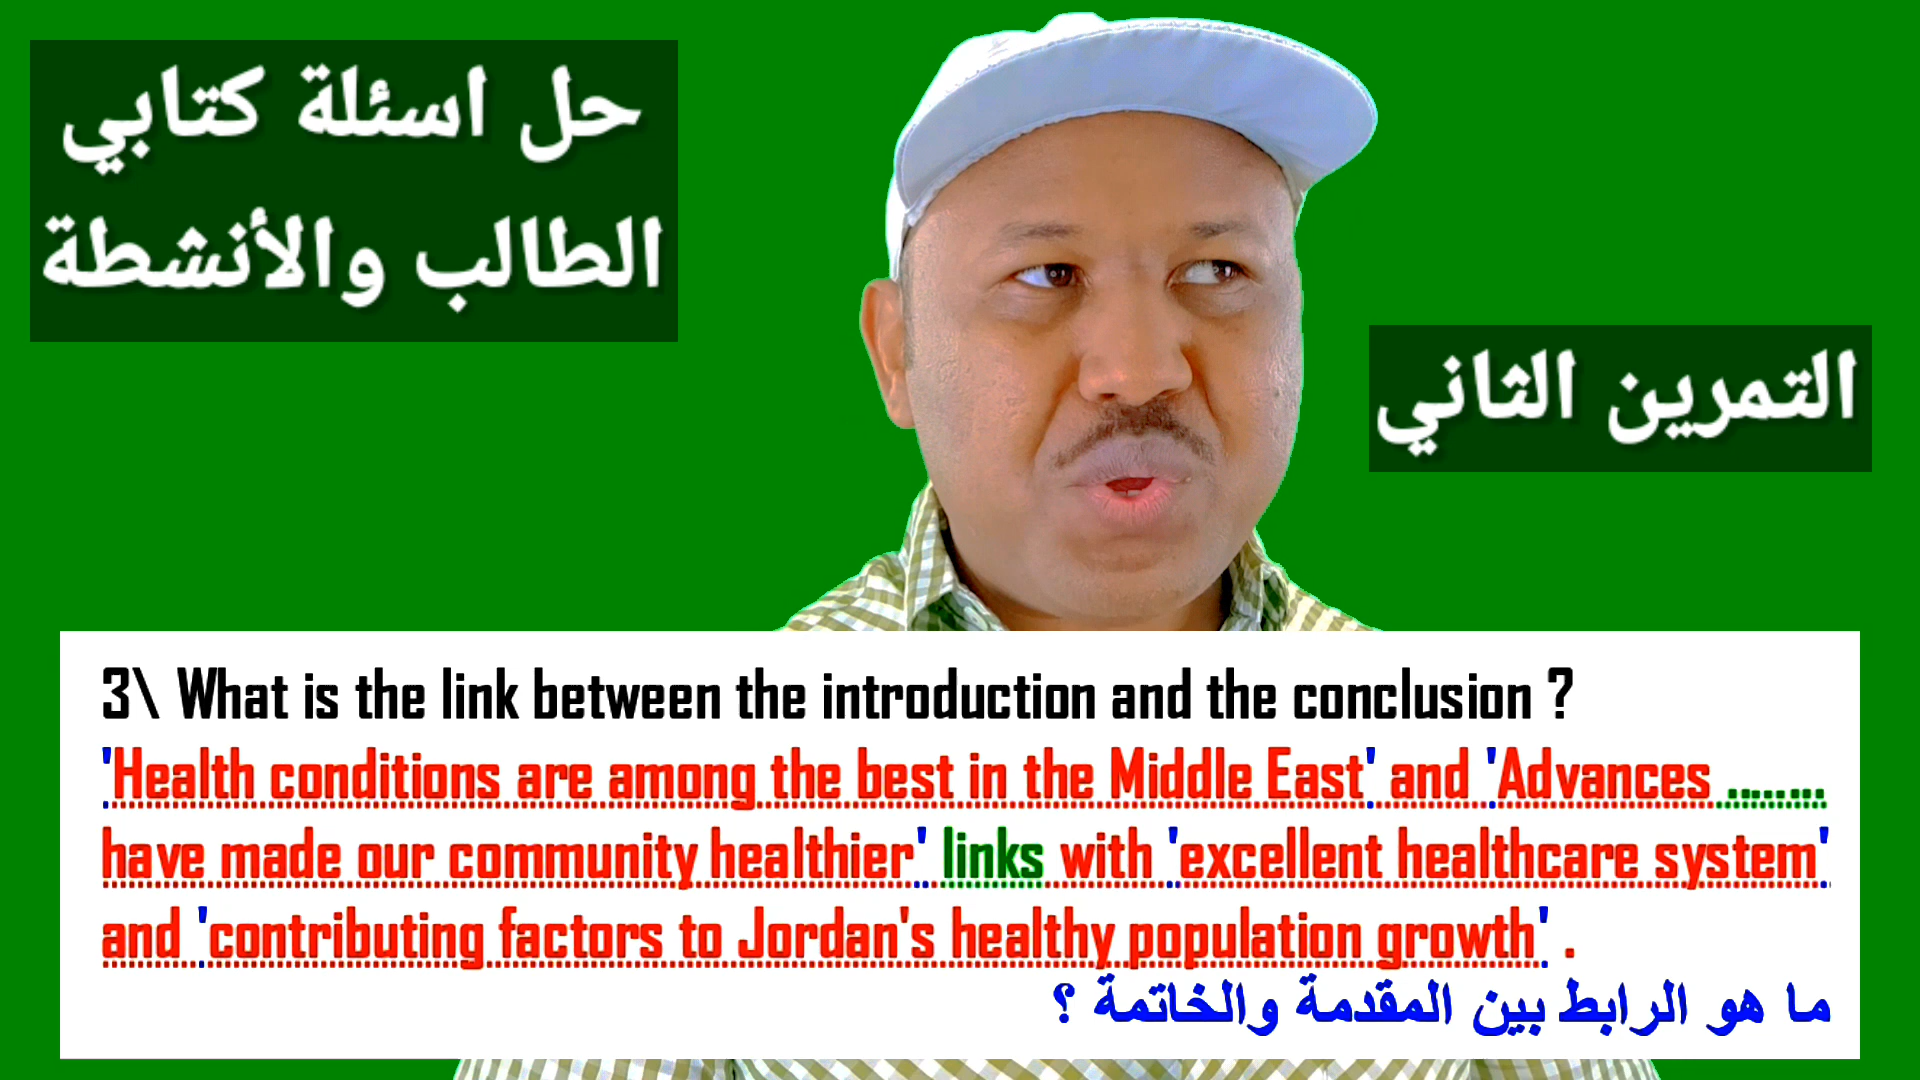 حل اسئلة كتابي
الطالب والأنشطة
التمرين الثاني
3\ What is the link between the introduction and the conclusion ?
'Health conditions are among the best in the Middle East' and 'Advances ........
have made our community healthier' links with 'excellent healthcare system'
and 'contributing factors to Jordan's healthy population growth' .
ما هو الرابط بين المقدمة والخاتمة ؟